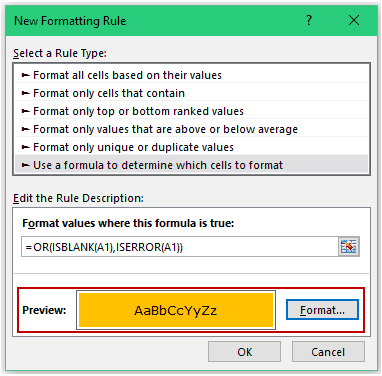 New Formatting Rule ? ×
Select a Rule Type:
► Format all cells based on their values
► Format only cells that contain
► Format only top or bottom ranked values
► Format only values that are above or below average
► Format only unique or duplicate values
► Use a formula to determine which cells to format
Edit the Rule Description:
Format values where this formula is true:
=OR(ISBLANK(A1),ISERROR(A1))
Preview: AaBbCcYyZz Format...
OK Cancel